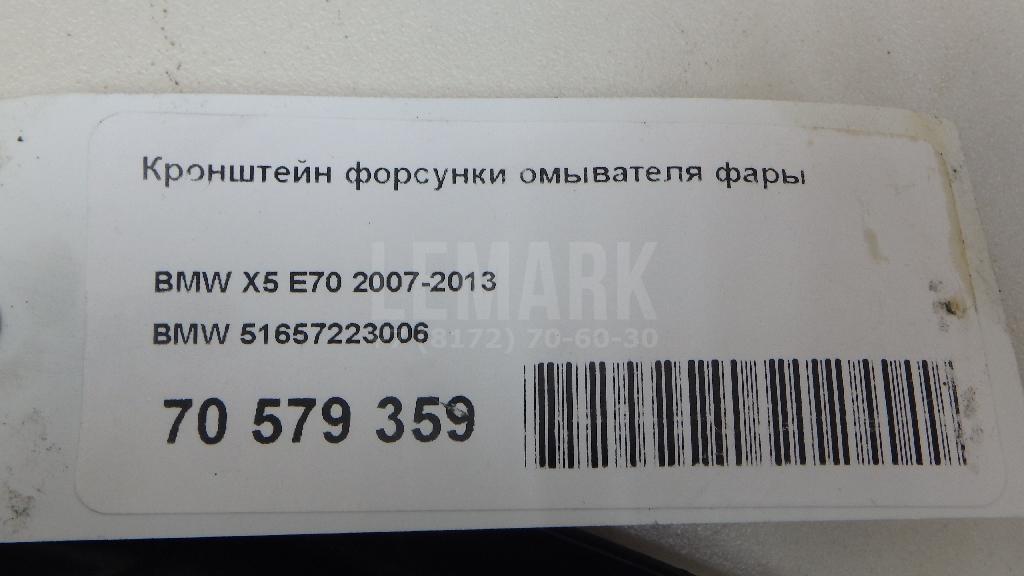 Кронштейн форсунки омывателя фары
BMW X5 E70 2007-2013
LEMARK
BMW 51657223006
(8172) 70-60-30
70 579 359